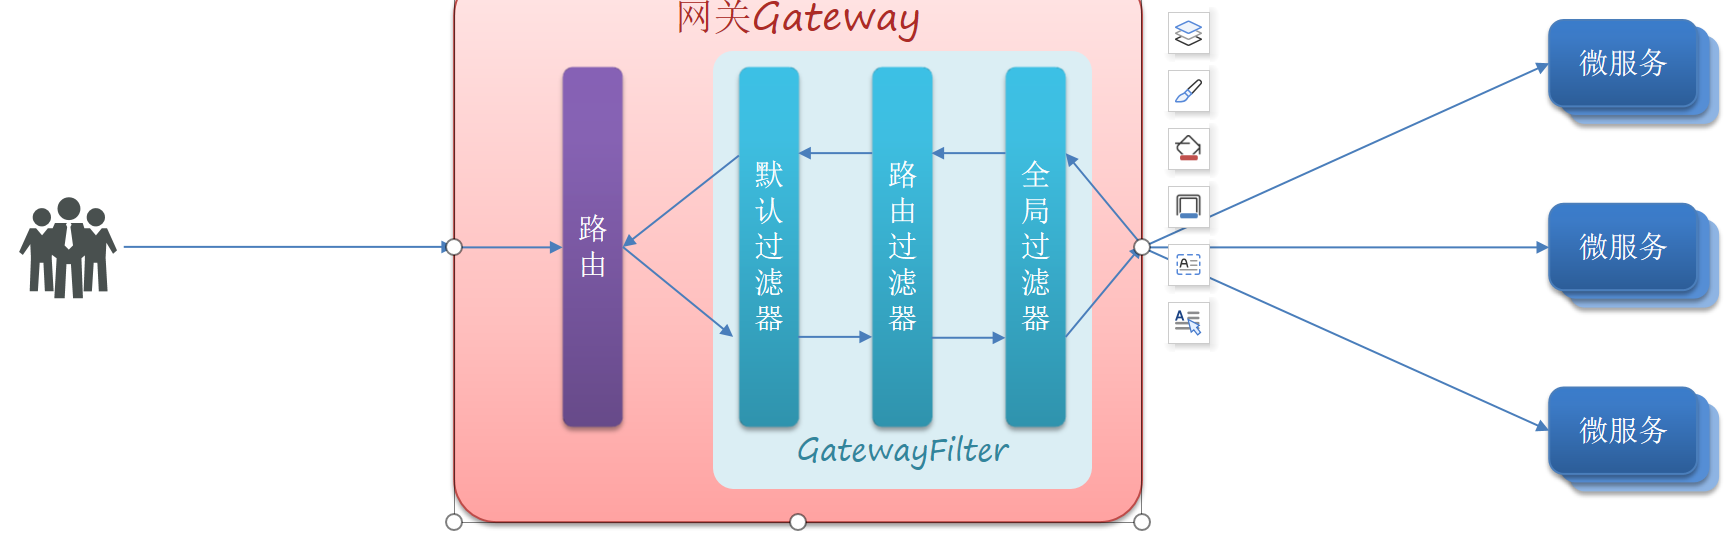 网关Gateway
路由
默认过滤器
路由过滤器
全局过滤器
GatewayFilter
微服务
微服务
微服务
A
A